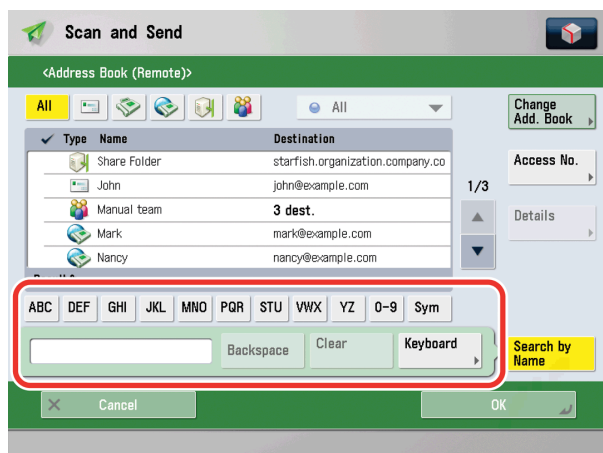 Scan and Send
<Address Book (Remote)>
All
All
Change
Add. Book
Type Name Destination
Share Folder starfish.organization.company.co
John john@example.com
Manual team 3 dest.
Mark mark@example.com
Nancy nancy@example.com
1/3
Access No.
Details
ABC DEF GHI JKL MNO PQR STU VWX YZ 0-9 Sym
Backspace Clear Keyboard
Search by
Name
Cancel OK